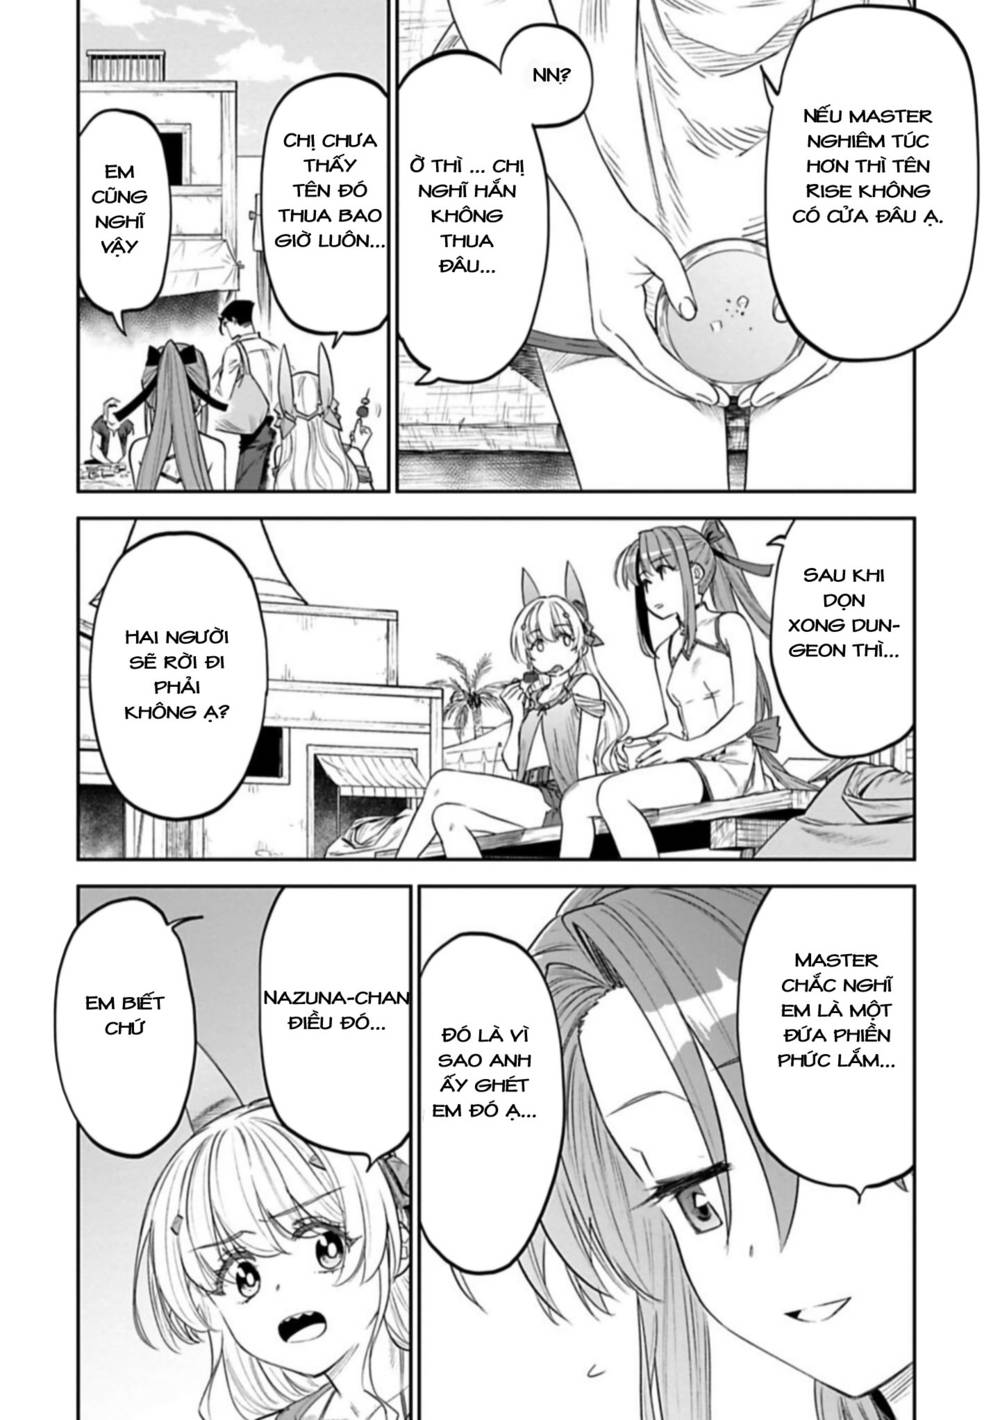 NẾU MASTER
NGHIÊM TÚC
HƠN THÌ TÊN
RISE KHÔNG
CÓ CỬA ĐÂU Ạ.
NN?
Ờ THÌ ... CHỊ
NGHĨ HẮN
KHÔNG
THUA
ĐÂU...
CHỊ CHƯA
THẤY
TÊN ĐÓ
THUA BAO
GIỜ LUÔN...
EM
CŨNG
NGHĨ
VẬY
SAU KHI
DỌN
XONG DUN-
GEON THÌ...
HAI NGƯỜI
SẼ RỜI ĐI
PHẢI
KHÔNG Ạ?
MASTER
CHẮC NGHĨ
EM LÀ MỘT
ĐỨA PHIỀN
PHỨC LẮM...
ĐÓ LÀ VÌ
SAO ANH
ẤY GHÉT
EM ĐÓ Ạ...
NAZUNA-CHAN
ĐIỀU ĐÓ...
EM BIẾT
CHỨ